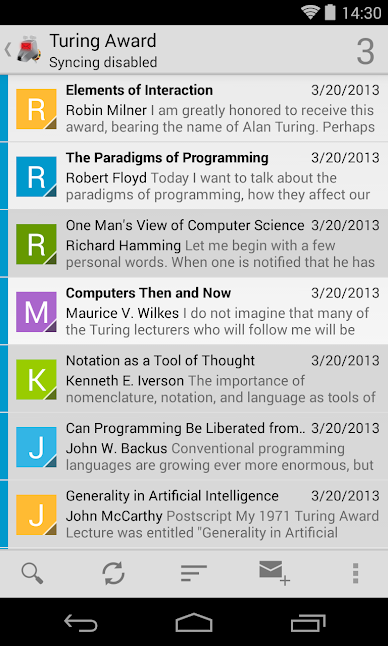 14:30
Turing Award
Syncing disabled
3
Elements of Interaction 3/20/2013
Robin Milner I am greatly honored to receive this
award, bearing the name of Alan Turing. Perhaps
R
The Paradigms of Programming 3/20/2013
Robert Floyd Today I want to talk about the
paradigms of programming, how they affect our
R
One Man's View of Computer Science 3/20/2013
Richard Hamming Let me begin with a few
personal words. When one is notified that he has
R
Computers Then and Now 3/20/2013
Maurice V. Wilkes I do not imagine that many of
the Turing lecturers who will follow me will be
M
Notation as a Tool of Thought 3/20/2013
Kenneth E. Iverson The importance of
nomenclature, notation, and language as tools of
K
Can Programming Be Liberated from.. 3/20/2013
John W. Backus Conventional programming
languages are growing ever more enormous, but
J
Generality in Artificial Intelligence 3/20/2013
John McCarthy Postscript My 1971 Turing Award
Lecture was entitled "Generality in Artificial
J